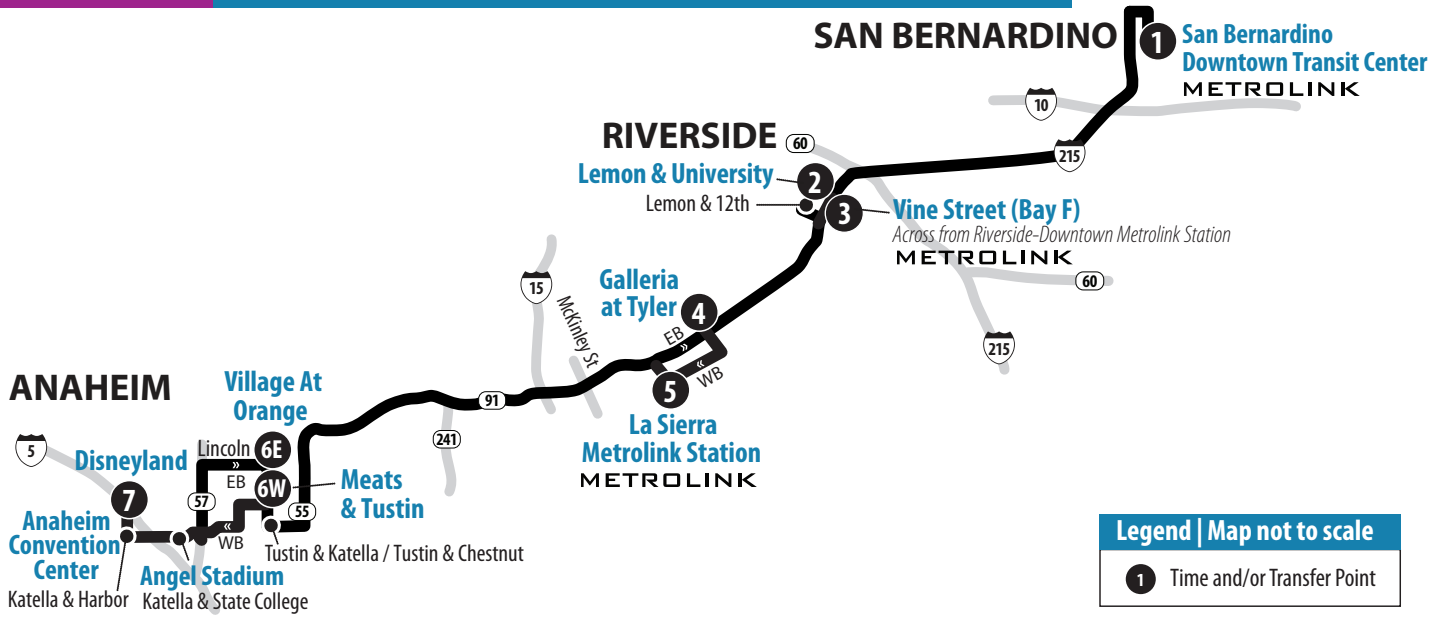 SAN BERNARDINO
1
San Bernardino
Downtown Transit Center
METROLINK
10
215
RIVERSIDE
60
Lemon & University
2
Lemon & 12th
3
Vine Street (Bay F)
Across from Riverside-Downtown Metrolink Station
METROLINK
60
215
15
McKinley St
Galleria
at Tyler
4
EB
»
«
WB
5
La Sierra
Metrolink Station
METROLINK
91
241
ANAHEIM
Village At
Orange
5
Disneyland
Lincoln
6E
»
EB
6W
Meats
& Tustin
57
55
7
«
WB
Anaheim
Convention
Center
Tustin & Katella / Tustin & Chestnut
Angel Stadium
Katella & Harbor
Katella & State College
Legend | Map not to scale
1
Time and/or Transfer Point